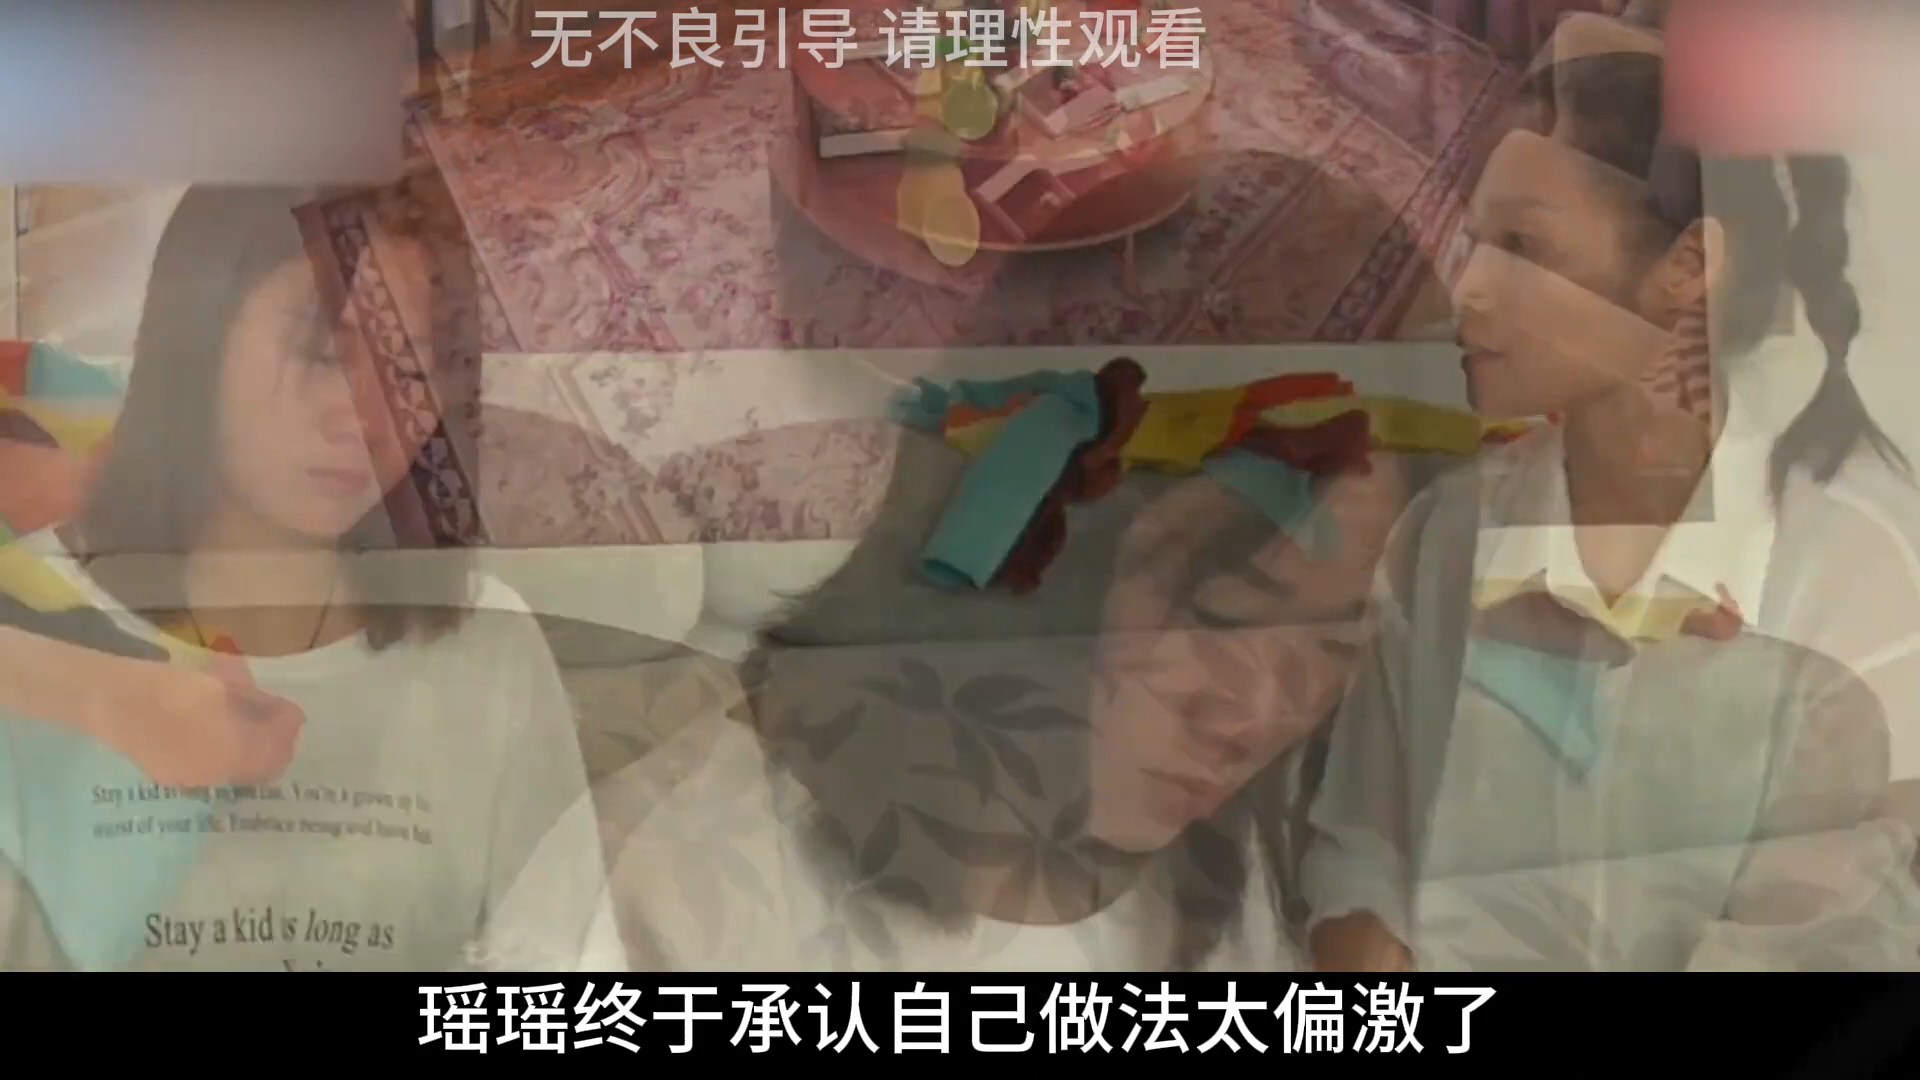 无不良引导 请理性观看
Stay a kid as long as you can. You're a grown up
most of your life. Embrace being and have fun
Stay a kid is long as
瑶瑶终于承认自己做法太偏激了